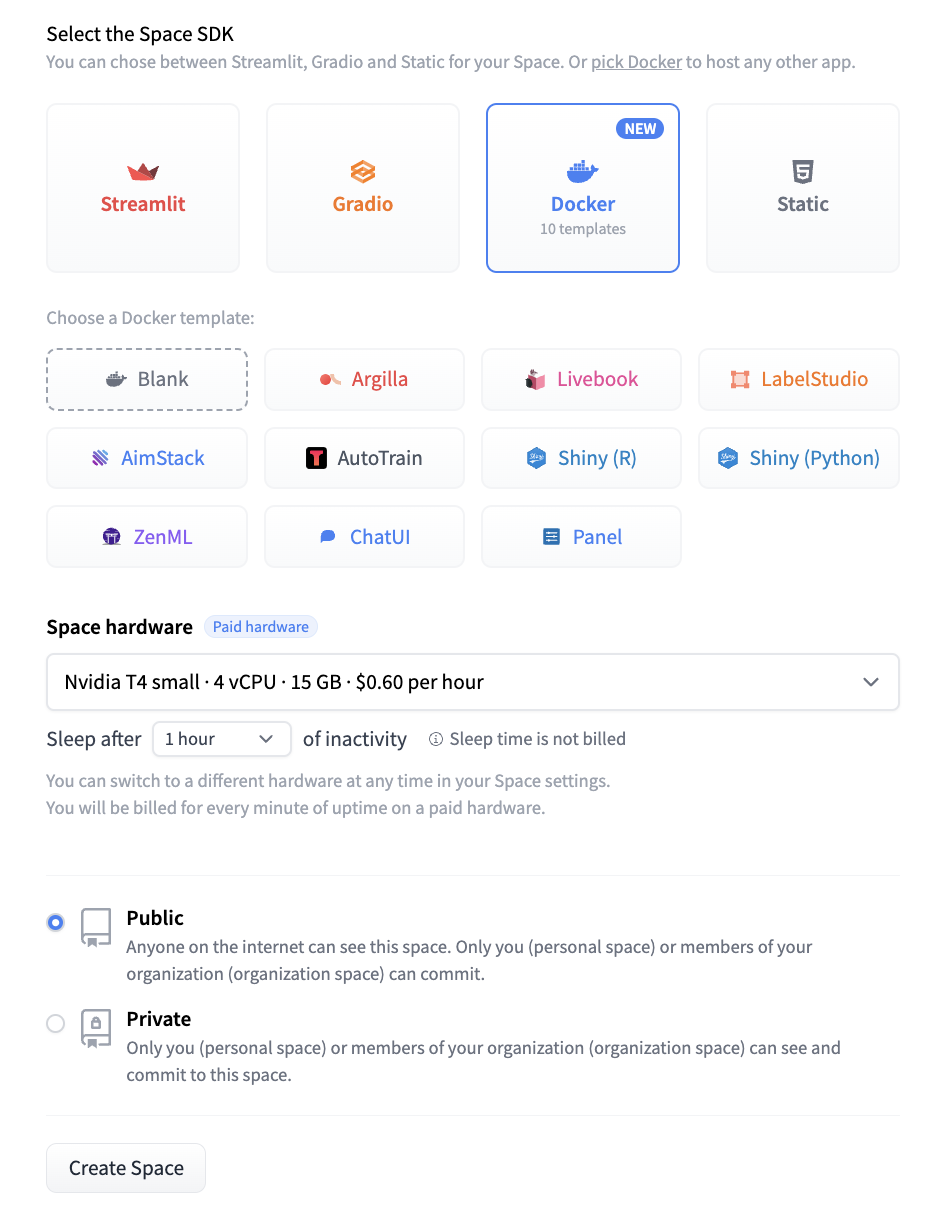 Select the Space SDK
You can chose between Streamlit, Gradio and Static for your Space. Or pick Docker to host any other app.
NEW
Streamlit
Gradio
Docker
Static
10 templates
Choose a Docker template:
Blank
Argilla
Livebook
LabelStudio
AimStack
AutoTrain
Shiny (R)
Shiny (Python)
ZenML
ChatUI
Panel
Space hardware Paid hardware
Nvidia T4 small · 4 vCPU · 15 GB · $0.60 per hour
Sleep after 1 hour of inactivity Sleep time is not billed
You can switch to a different hardware at any time in your Space settings.
You will be billed for every minute of uptime on a paid hardware.
Public
Anyone on the internet can see this space. Only you (personal space) or members of your
organization (organization space) can commit.
Private
Only you (personal space) or members of your organization (organization space) can see and
commit to this space.
Create Space